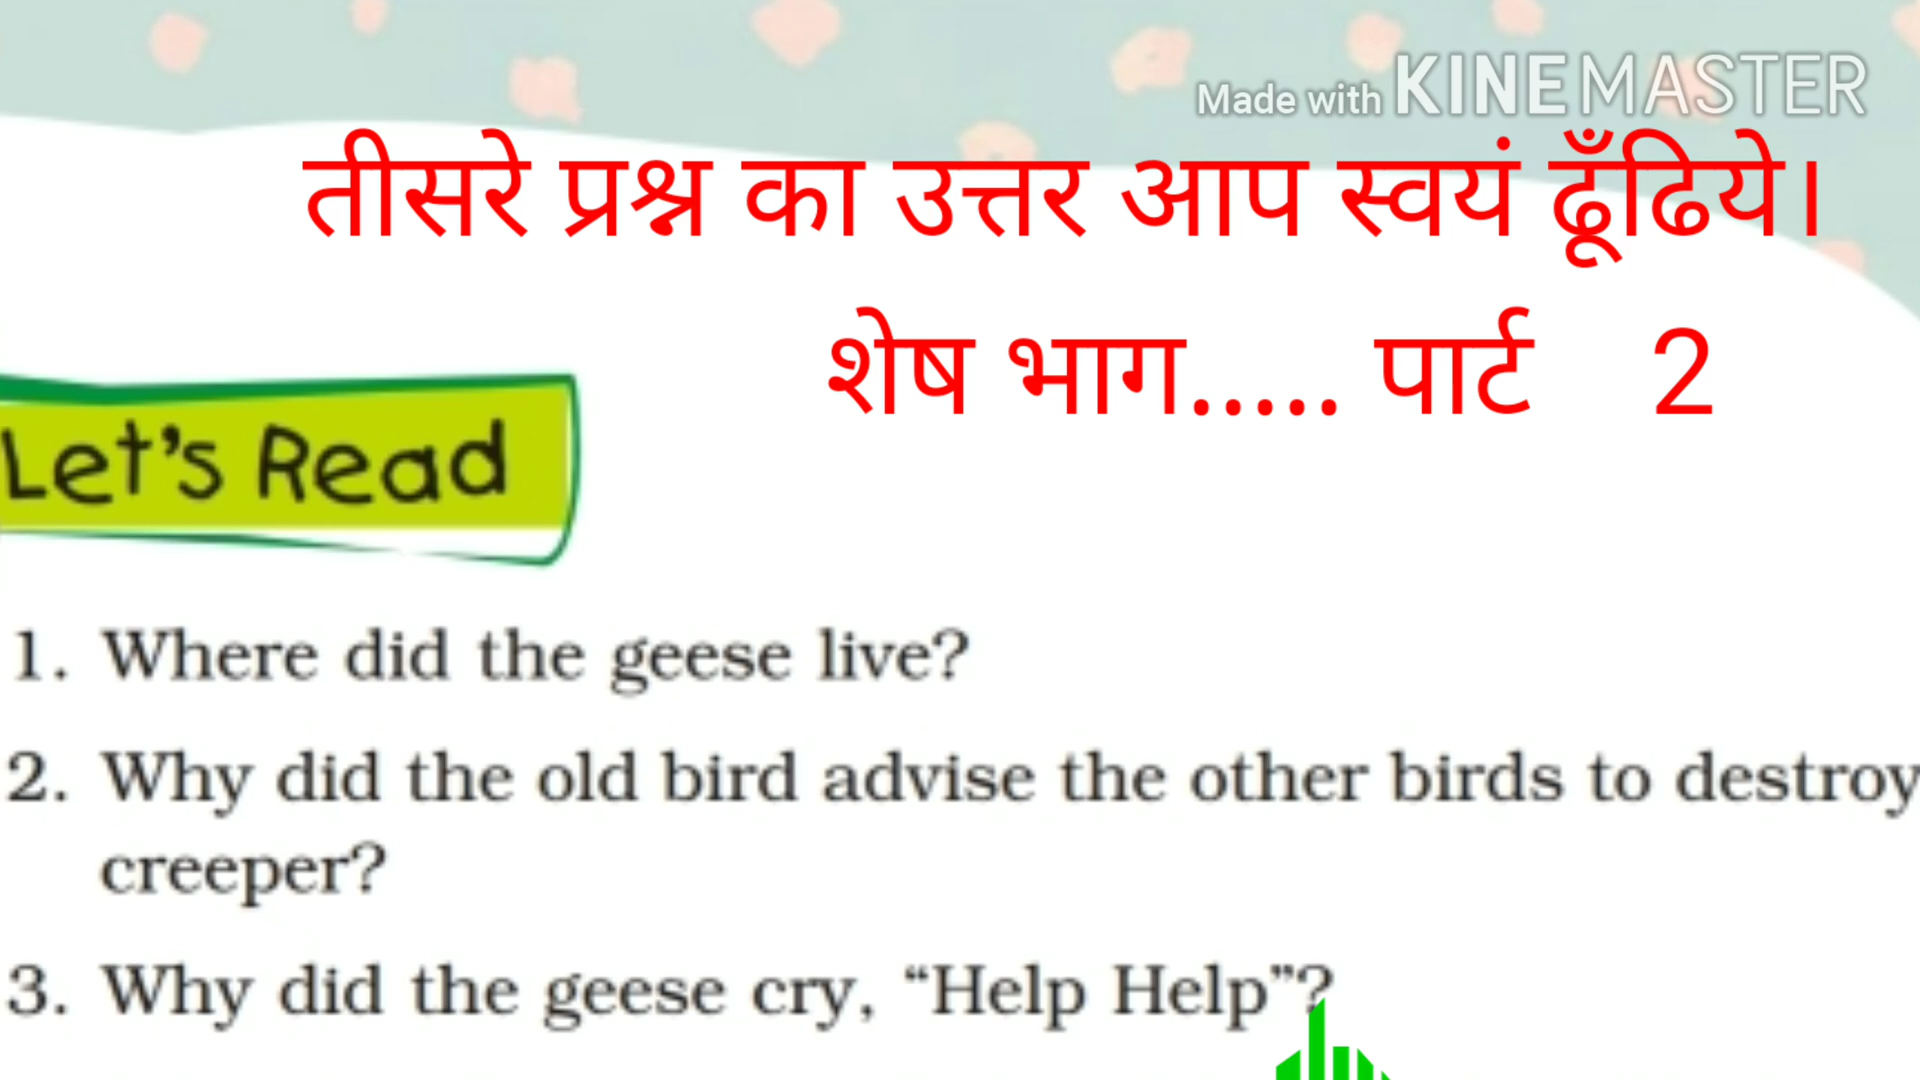 Made with KINEMASTER
तीसरे प्रश्न का उत्तर आप स्वयं ढूँढिये।
शेष भाग..... पार्ट 2
Let's Read
1. Where did the geese live?
2. Why did the old bird advise the other birds to destroy
creeper?
3. Why did the geese cry, “Help Help”?